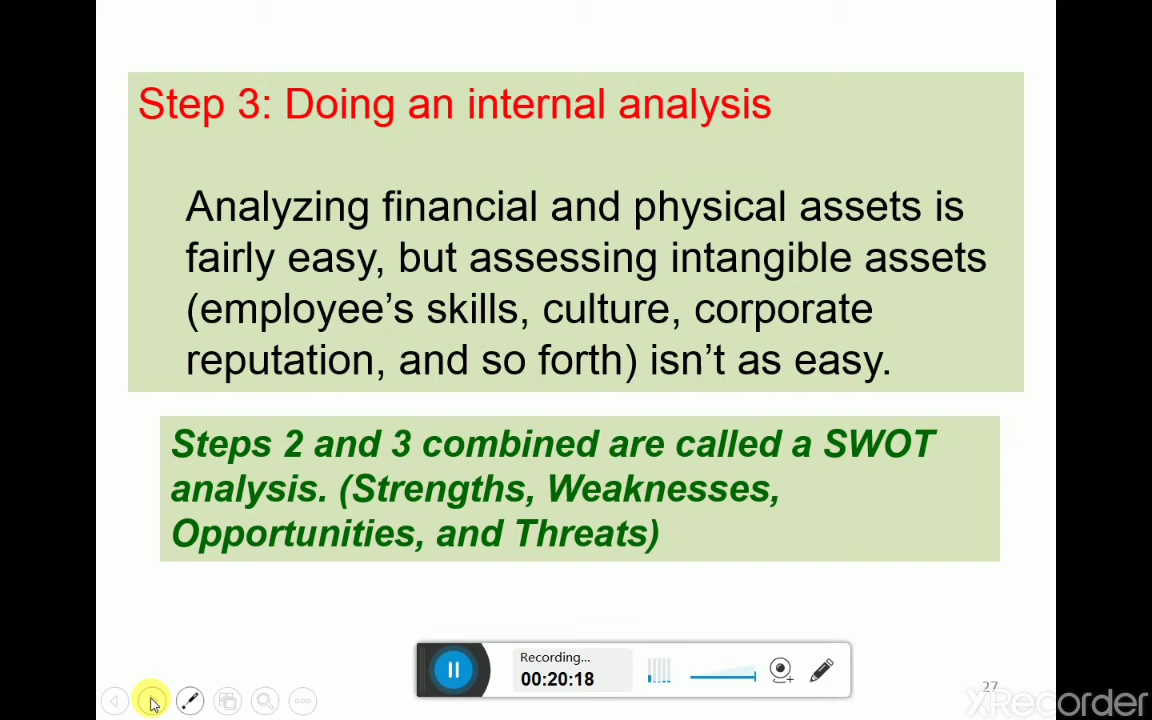 Step 3: Doing an internal analysis
Analyzing financial and physical assets is
fairly easy, but assessing intangible assets
(employee’s skills, culture, corporate
reputation, and so forth) isn’t as easy.
Steps 2 and 3 combined are called a SWOT
analysis. (Strengths, Weaknesses,
Opportunities, and Threats)
Recording...
00:20:18
27
XRecorder